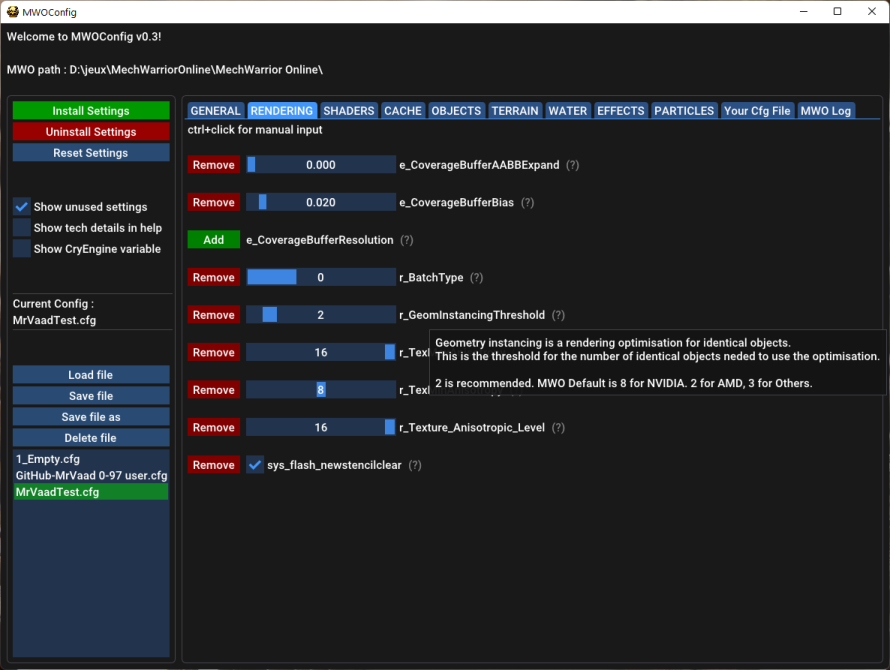 MWOConfig
Welcome to MWOConfig v0.3!
MWO path : D:\jeux\MechWarriorOnline\MechWarrior Online\
Install Settings
Uninstall Settings
Reset Settings
Show unused settings
Show tech details in help
Show CryEngine variable
Current Config :
MrVaadTest.cfg
Load file
Save file
Save file as
Delete file
1_Empty.cfg
GitHub-MrVaad 0-97 user.cfg
MrVaadTest.cfg
GENERAL RENDERING SHADERS CACHE OBJECTS TERRAIN WATER EFFECTS PARTICLES Your Cfg File MWO Log
ctrl+click for manual input
Remove 0.000 e_CoverageBufferAABBExpand (?)
Remove 0.020 e_CoverageBufferBias (?)
Add e_CoverageBufferResolution (?)
Remove 0 r_BatchType (?)
Remove 2 r_GeomInstancingThreshold (?)
Geometry instancing is a rendering optimisation for identical objects.
This is the threshold for the number of identical objects neded to use the optimisation.
2 is recommended. MWO Default is 8 for NVIDIA. 2 for AMD, 3 for Others.
Remove 16
Remove 8
Remove 16 r_Texture_Anisotropic_Level (?)
Remove sys_flash_newstencilclear (?)